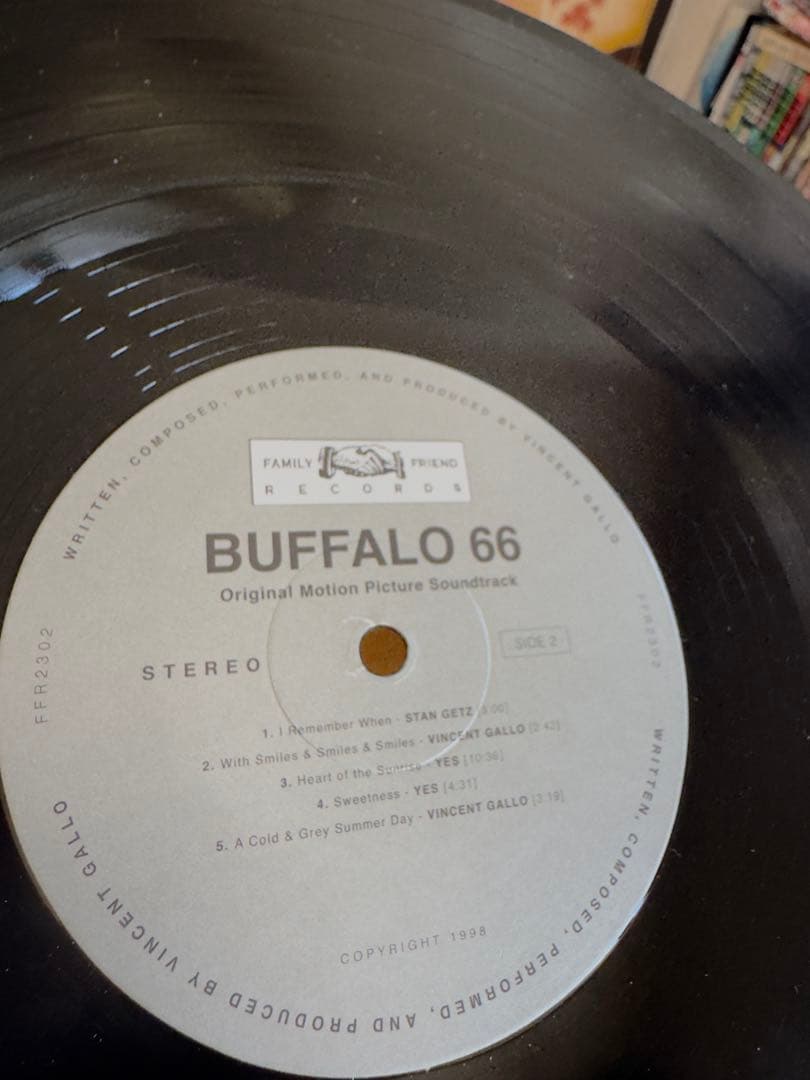 WRITTEN, COMPOSED, PERFORMED, AND PRODUCED BY VINCENT GALLO
FAMILY FRIEND
RECORDS
BUFFALO 66
Original Motion Picture Soundtrack
STEREO
SIDE 2
FFR2302
FFR2302
1. I Remember When - STAN GETZ
2. With Smiles & Smiles & Smiles - VINCENT GALLO [2:42]
3. Heart of the Sunrise - YES [10:36]
4. Sweetness - YES [4:31]
5. A Cold & Grey Summer Day - VINCENT GALLO [3:19]
COPYRIGHT 1998
WRITTEN, COMPOSED, PERFORMED, AND PRODUCED BY VINCENT GALLO